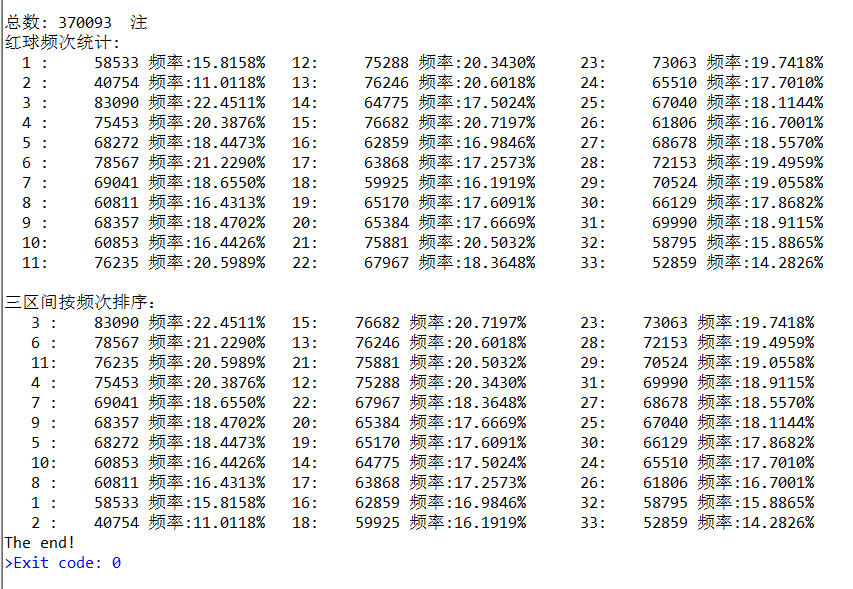 总数: 370093  注
红球频次统计:
1 :  58533 频率:15.8158%  12:  75288 频率:20.3430%  23:  73063 频率:19.7418%
2 :  40754 频率:11.0118%  13:  76246 频率:20.6018%  24:  65510 频率:17.7010%
3 :  83090 频率:22.4511%  14:  64775 频率:17.5024%  25:  67040 频率:18.1144%
4 :  75453 频率:20.3876%  15:  76682 频率:20.7197%  26:  61806 频率:16.7001%
5 :  68272 频率:18.4473%  16:  62859 频率:16.9846%  27:  68678 频率:18.5570%
6 :  78567 频率:21.2290%  17:  63868 频率:17.2573%  28:  72153 频率:19.4959%
7 :  69041 频率:18.6550%  18:  59925 频率:16.1919%  29:  70524 频率:19.0558%
8 :  60811 频率:16.4313%  19:  65170 频率:17.6091%  30:  66129 频率:17.8682%
9 :  68357 频率:18.4702%  20:  65384 频率:17.6669%  31:  69990 频率:18.9115%
10:  60853 频率:16.4426%  21:  75881 频率:20.5032%  32:  58795 频率:15.8865%
11:  76235 频率:20.5989%  22:  67967 频率:18.3648%  33:  52859 频率:14.2826%
三区间按频次排序:
3 :  83090 频率:22.4511%  15:  76682 频率:20.7197%  23:  73063 频率:19.7418%
6 :  78567 频率:21.2290%  13:  76246 频率:20.6018%  28:  72153 频率:19.4959%
11:  76235 频率:20.5989%  21:  75881 频率:20.5032%  29:  70524 频率:19.0558%
4 :  75453 频率:20.3876%  12:  75288 频率:20.3430%  31:  69990 频率:18.9115%
7 :  69041 频率:18.6550%  22:  67967 频率:18.3648%  27:  68678 频率:18.5570%
9 :  68357 频率:18.4702%  20:  65384 频率:17.6669%  25:  67040 频率:18.1144%
5 :  68272 频率:18.4473%  19:  65170 频率:17.6091%  30:  66129 频率:17.8682%
10:  60853 频率:16.4426%  14:  64775 频率:17.5024%  24:  65510 频率:17.7010%
8 :  60811 频率:16.4313%  17:  63868 频率:17.2573%  26:  61806 频率:16.7001%
1 :  58533 频率:15.8158%  16:  62859 频率:16.9846%  32:  58795 频率:15.8865%
2 :  40754 频率:11.0118%  18:  59925 频率:16.1919%  33:  52859 频率:14.2826%
The end!
>Exit code: 0